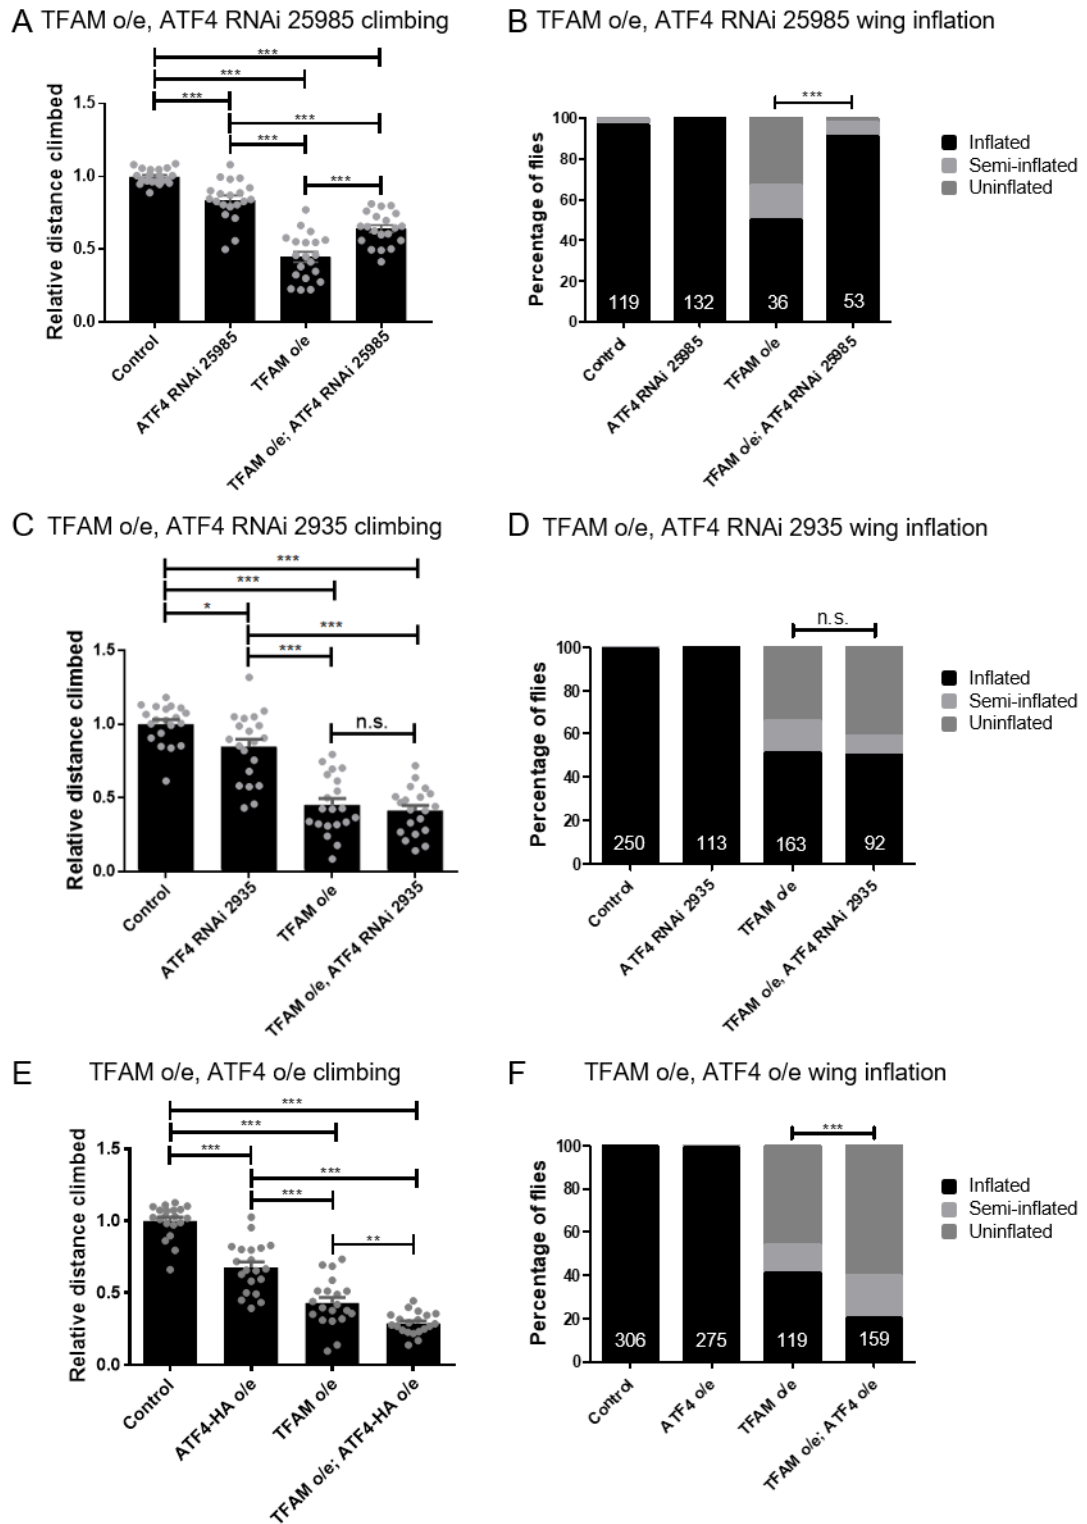 A TFAM o/e, ATF4 RNAi 25985 climbing
***
***
***
***
***
***
Relative distance climbed
1.5
1.0
0.5
0.0
Control
ATF4 RNAi 25985
TFAM o/e
TFAM o/e; ATF4 RNAi 25985
B TFAM o/e, ATF4 RNAi 25985 wing inflation
***
Percentage of flies
100
80
60
40
20
0
119 132 36 53
Control
ATF4 RNAi 25985
TFAM o/e
TFAM o/e; ATF4 RNAi 25985
Inflated
Semi-inflated
Uninflated
C TFAM o/e, ATF4 RNAi 2935 climbing
***
***
*
***
***
n.s.
Relative distance climbed
1.5
1.0
0.5
0.0
Control
ATF4 RNAi 2935
TFAM o/e
TFAM o/e, ATF4 RNAi 2935
D TFAM o/e, ATF4 RNAi 2935 wing inflation
n.s.
Percentage of flies
100
80
60
40
20
0
250 113 163 92
Control
ATF4 RNAi 2935
TFAM o/e
TFAM o/e, ATF4 RNAi 2935
Inflated
Semi-inflated
Uninflated
E TFAM o/e, ATF4 o/e climbing
***
***
***
***
***
**
Relative distance climbed
1.5
1.0
0.5
0.0
Control
ATF4-HA o/e
TFAM o/e
TFAM o/e; ATF4-HA o/e
F TFAM o/e, ATF4 o/e wing inflation
***
Percentage of flies
100
80
60
40
20
0
306 275 119 159
Control
ATF4 o/e
TFAM o/e
TFAM o/e; ATF4 o/e
Inflated
Semi-inflated
Uninflated